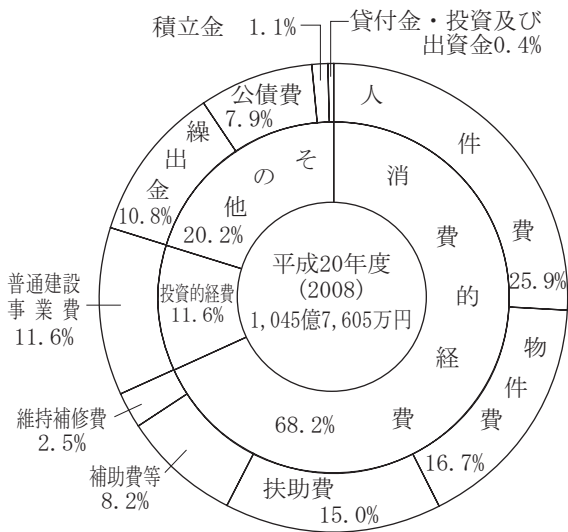 積立金 1.1%
貸付金・投資及び
出資金0.4%
公債費
7.9%
人件費
25.9%
繰出金
10.8%
その他
20.2%
消費的経費
68.2%
平成20年度
(2008)
1,045億7,605万円
投資的経費
11.6%
普通建設
事業費
11.6%
物件費
16.7%
維持補修費
2.5%
補助費等
8.2%
扶助費
15.0%